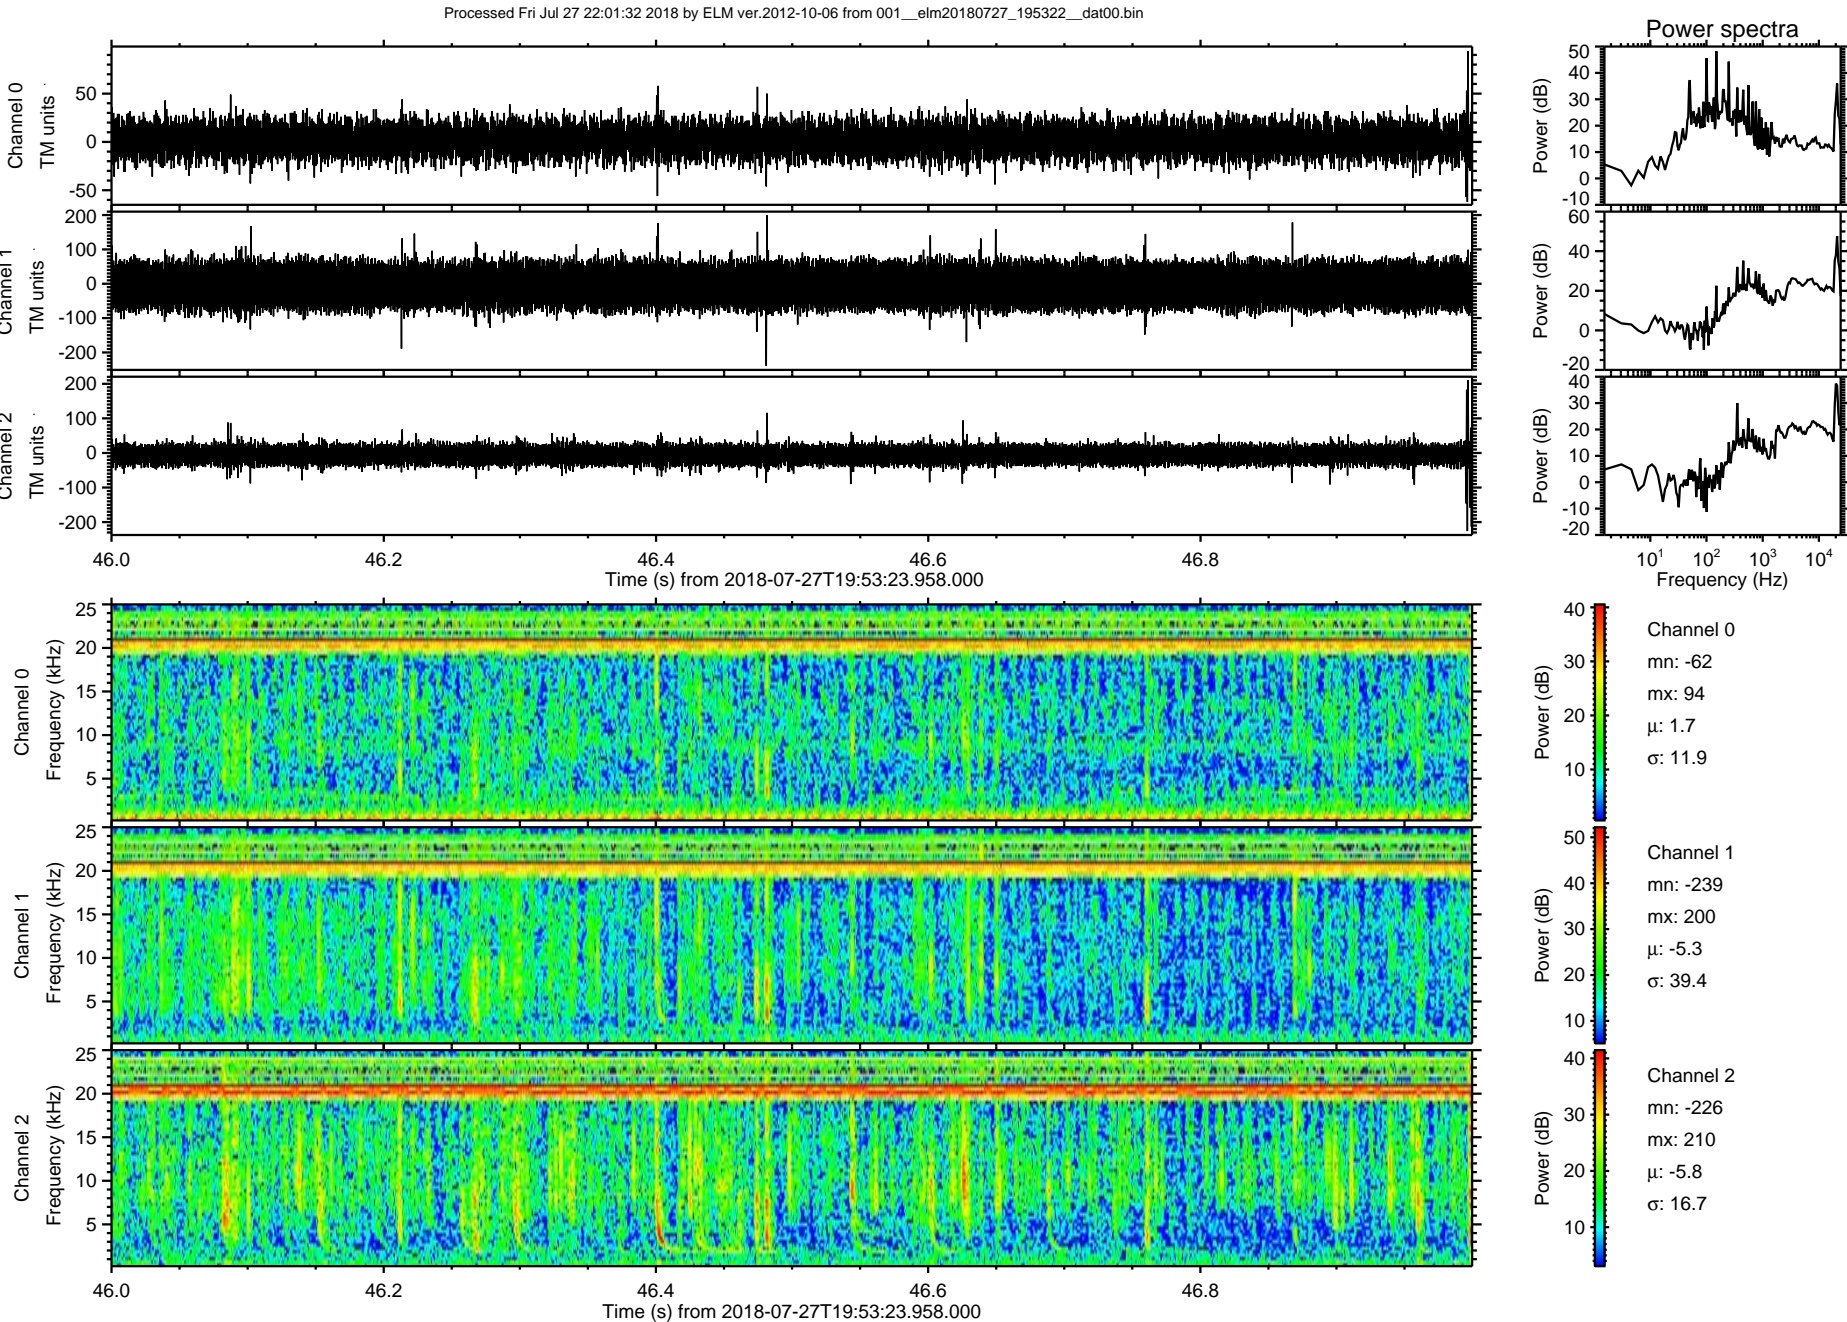 Processed Fri Jul 27 22:01:32 2018 by ELM ver.2012-10-06 from 001__elm20180727_195322__dat00.bin
Power spectra
Channel 0
TM units
50
0
-50
Power (dB)
50
40
30
20
10
0
-10
Channel 1
TM units
200
100
0
-100
-200
Power (dB)
60
40
20
0
-20
Channel 2
TM units
200
100
0
-100
-200
Power (dB)
40
30
20
10
0
-10
-20
46.0 46.2 46.4 46.6 46.8
Time (s) from 2018-07-27T19:53:23.958.000
10¹ 10² 10³ 10⁴
Frequency (Hz)
Channel 0
Frequency (kHz)
25
20
15
10
5
Power (dB)
40
30
20
10
Channel 0
mn: -62
mx: 94
μ: 1.7
σ: 11.9
Channel 1
Frequency (kHz)
25
20
15
10
5
Power (dB)
50
40
30
20
10
Channel 1
mn: -239
mx: 200
μ: -5.3
σ: 39.4
Channel 2
Frequency (kHz)
25
20
15
10
5
Power (dB)
40
30
20
10
Channel 2
mn: -226
mx: 210
μ: -5.8
σ: 16.7
46.0 46.2 46.4 46.6 46.8
Time (s) from 2018-07-27T19:53:23.958.000